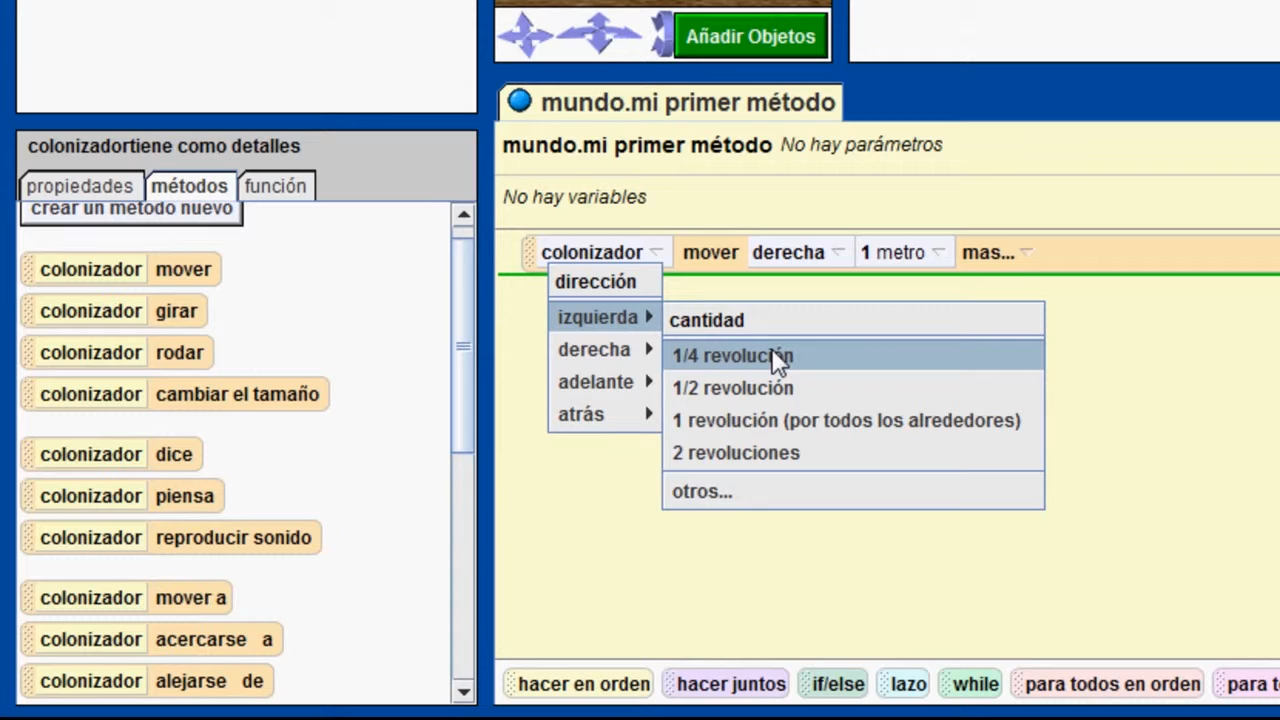 Añadir Objetos
mundo.mi primer método
colonizadortiene como detalles
propiedades métodos función
crear un método nuevo
colonizador mover
colonizador girar
colonizador rodar
colonizador cambiar el tamaño
colonizador dice
colonizador piensa
colonizador reproducir sonido
colonizador mover a
colonizador acercarse a
colonizador alejarse de
mundo.mi primer método No hay parámetros
No hay variables
colonizador mover derecha 1 metro mas...
dirección
izquierda
derecha
adelante
atrás
cantidad
1/4 revolución
1/2 revolución
1 revolución (por todos los alrededores)
2 revoluciones
otros...
hacer en orden hacer juntos if/else lazo while para todos en orden para